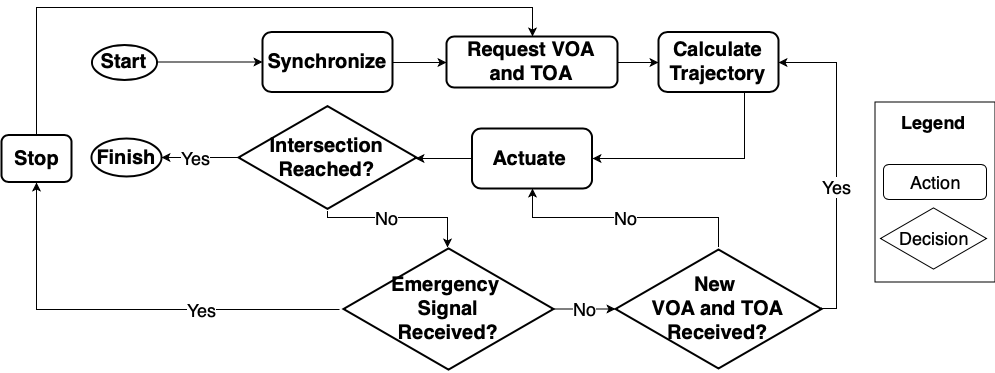 Start
Synchronize
Request VOA
and TOA
Calculate
Trajectory
Stop
Finish
Yes
Intersection
Reached?
Actuate
Yes
No
No
Emergency
Signal
Received?
Yes
No
New
VOA and TOA
Received?
Legend
Action
Decision